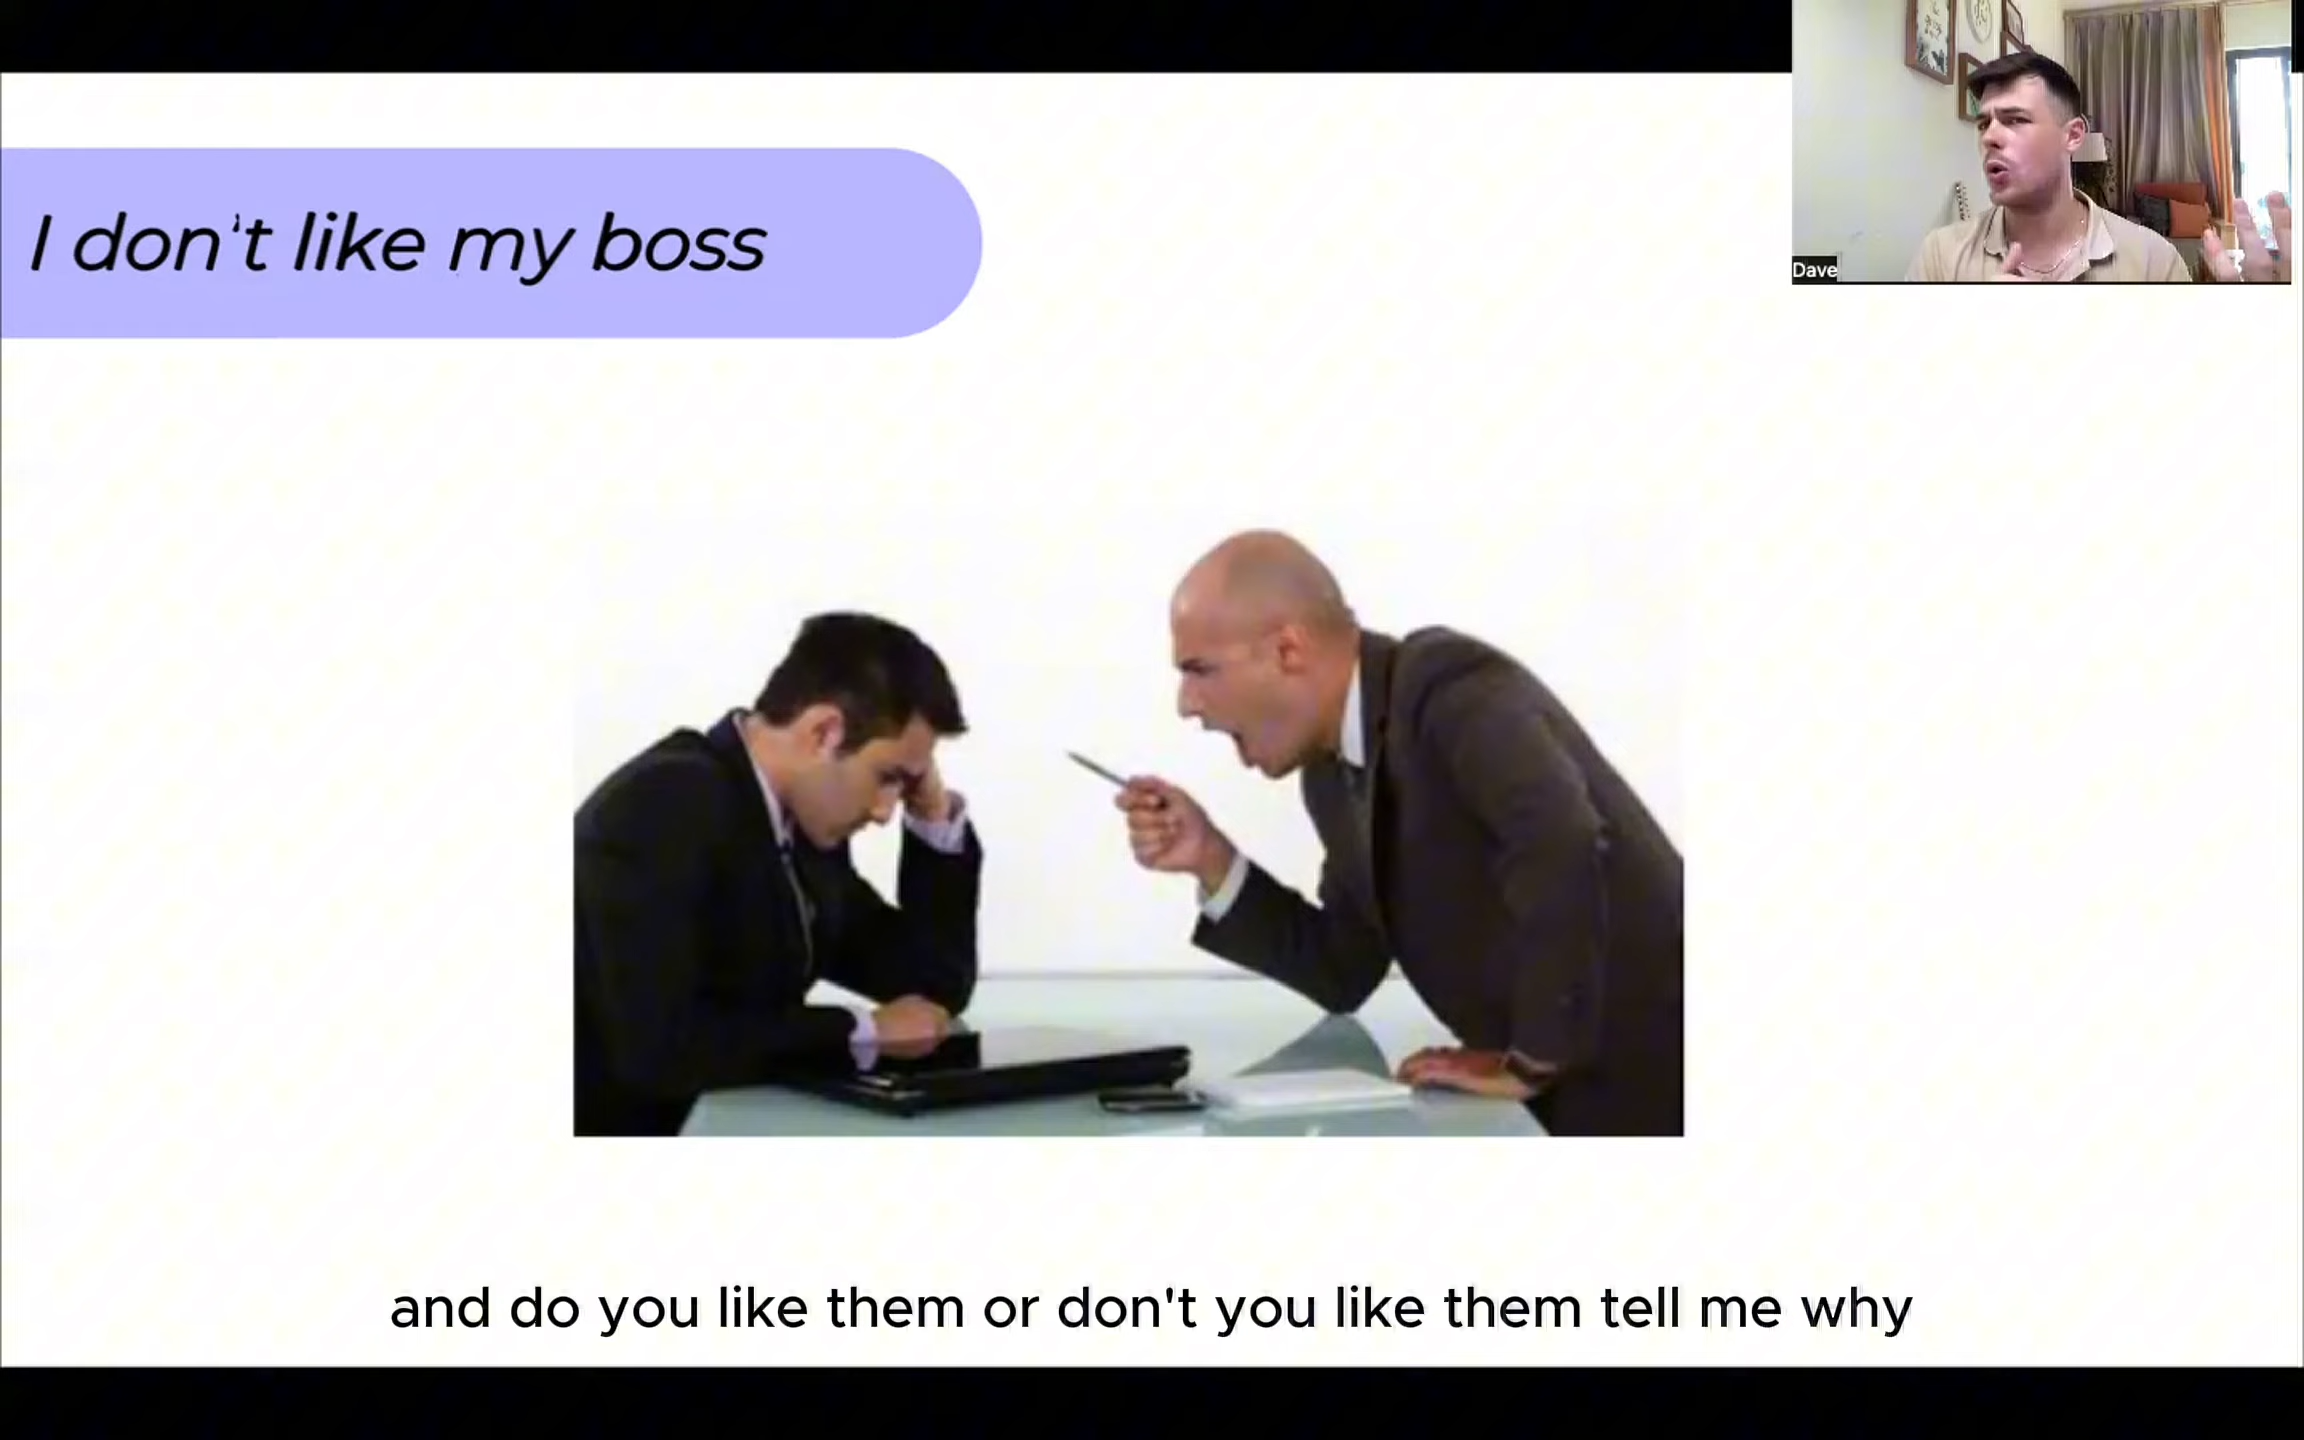 I don't like my boss
Dave
and do you like them or don't you like them tell me why